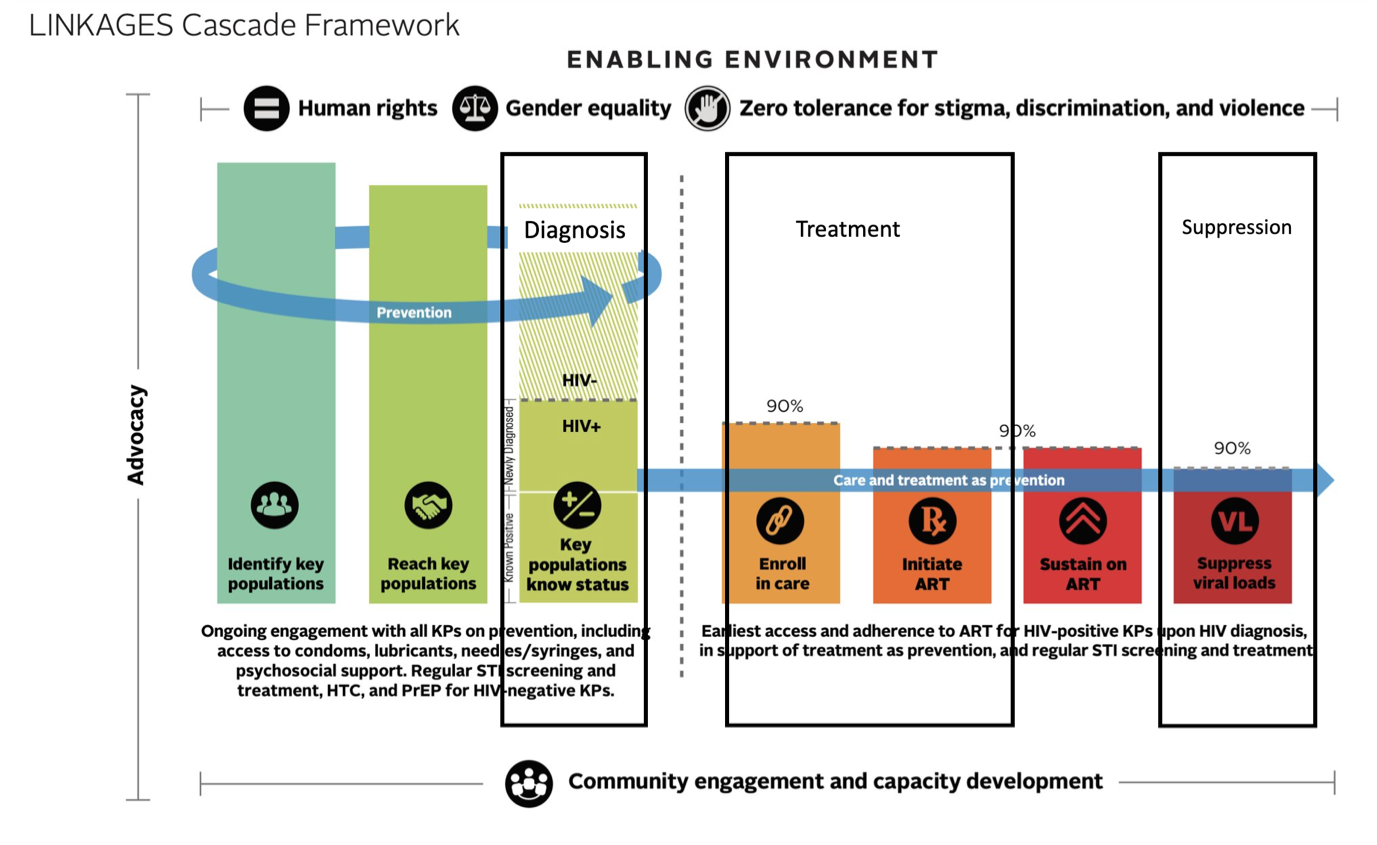 LINKAGES Cascade Framework
ENABLING ENVIRONMENT
Human rights
Gender equality
Zero tolerance for stigma, discrimination, and violence
Advocacy
Diagnosis
Treatment
Suppression
Prevention
HIV-
HIV+
Newly Diagnosed
Known Positive
90%
90%
90%
Care and treatment as prevention
Identify key
populations
Reach key
populations
Key
populations
know status
Enroll
in care
Initiate
ART
Sustain on
ART
VL
Suppress
viral loads
Ongoing engagement with all KPs on prevention, including
access to condoms, lubricants, needles/syringes, and
psychosocial support. Regular STI screening and
treatment, HTC, and PrEP for HIV-negative KPs.
Earliest access and adherence to ART for HIV-positive KPs upon HIV diagnosis,
in support of treatment as prevention, and regular STI screening and treatment
Community engagement and capacity development